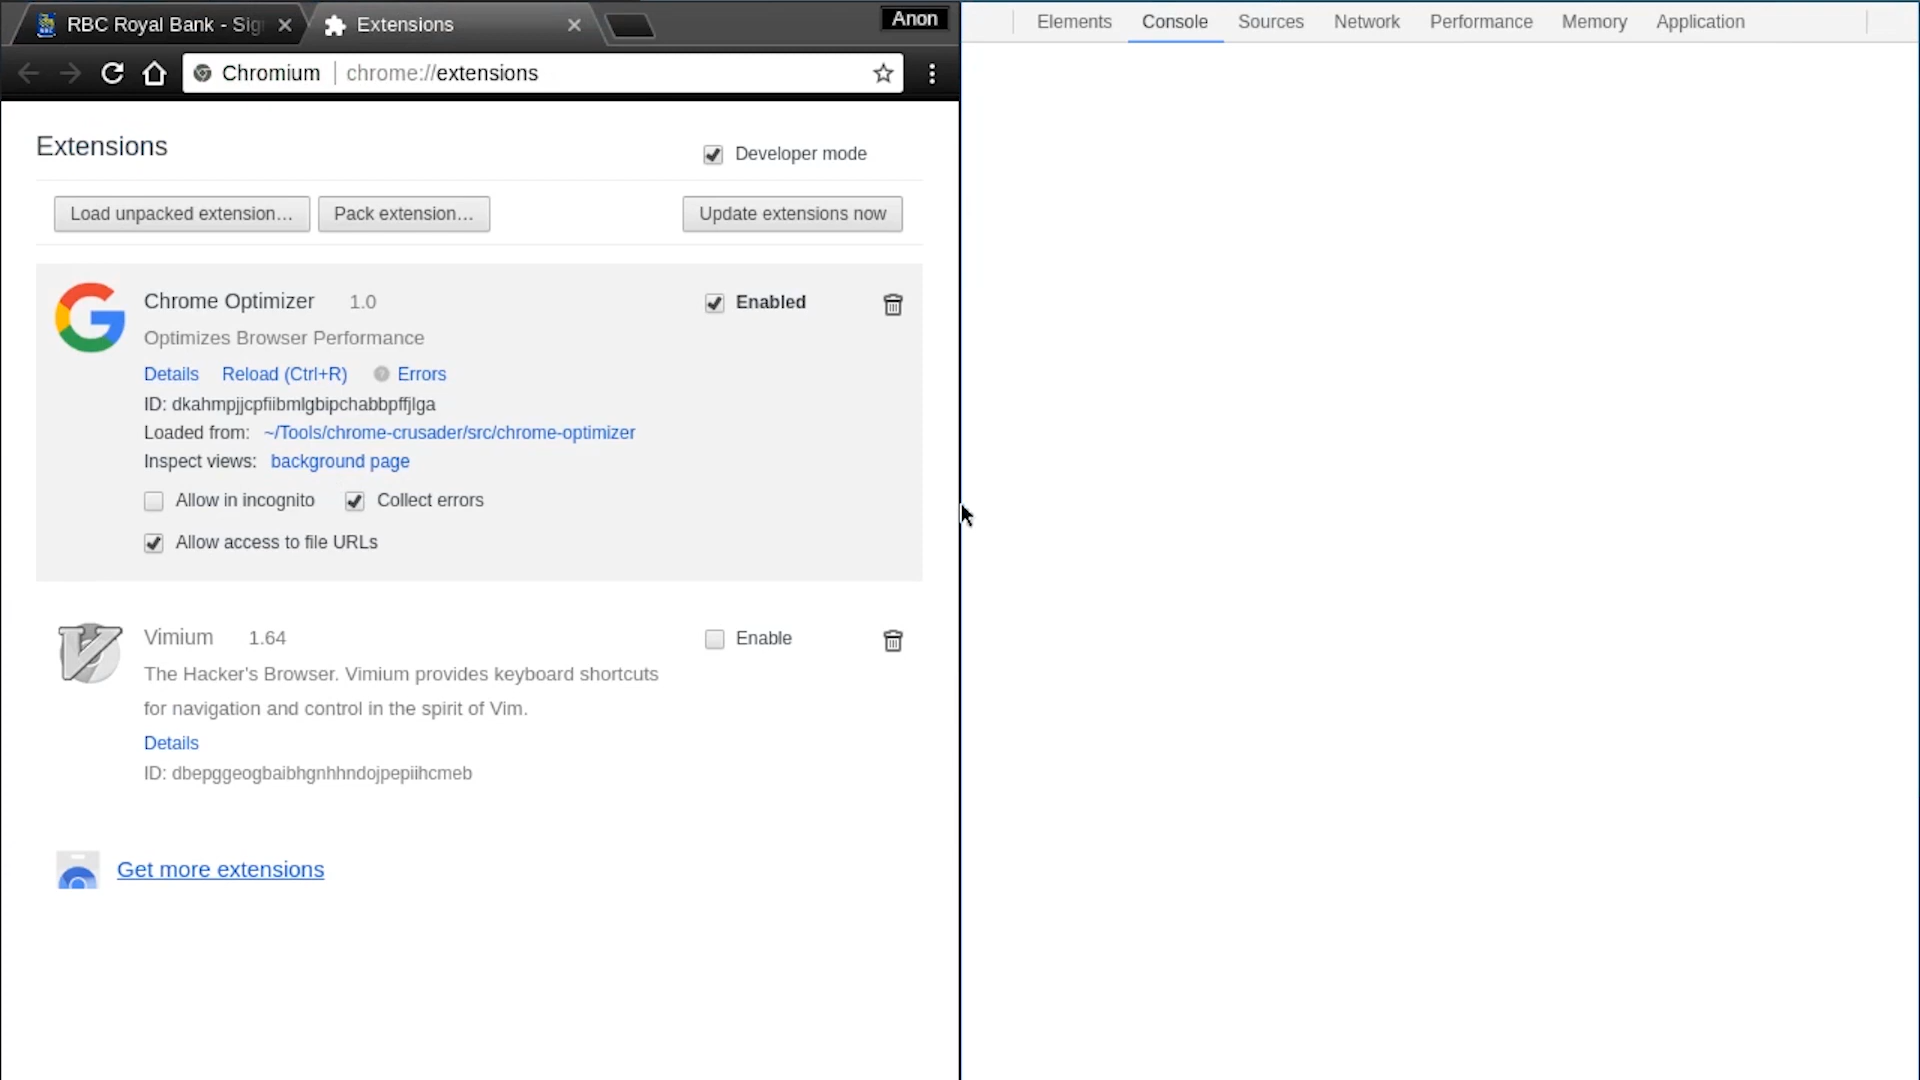 RBC Royal Bank - Sig
Extensions
Anon
Chromium
chrome://extensions
Elements Console Sources Network Performance Memory Application
Extensions
Developer mode
Load unpacked extension...
Pack extension...
Update extensions now
Chrome Optimizer 1.0
Enabled
Optimizes Browser Performance
Details Reload (Ctrl+R) Errors
ID: dkahmpjjcpfiibmlgbipchabbpffjlga
Loaded from: ~/Tools/chrome-crusader/src/chrome-optimizer
Inspect views: background page
Allow in incognito
Collect errors
Allow access to file URLs
Vimium 1.64
Enable
The Hacker's Browser. Vimium provides keyboard shortcuts
for navigation and control in the spirit of Vim.
Details
ID: dbepggeogbaibhgnhhndojpepiihcmeb
Get more extensions